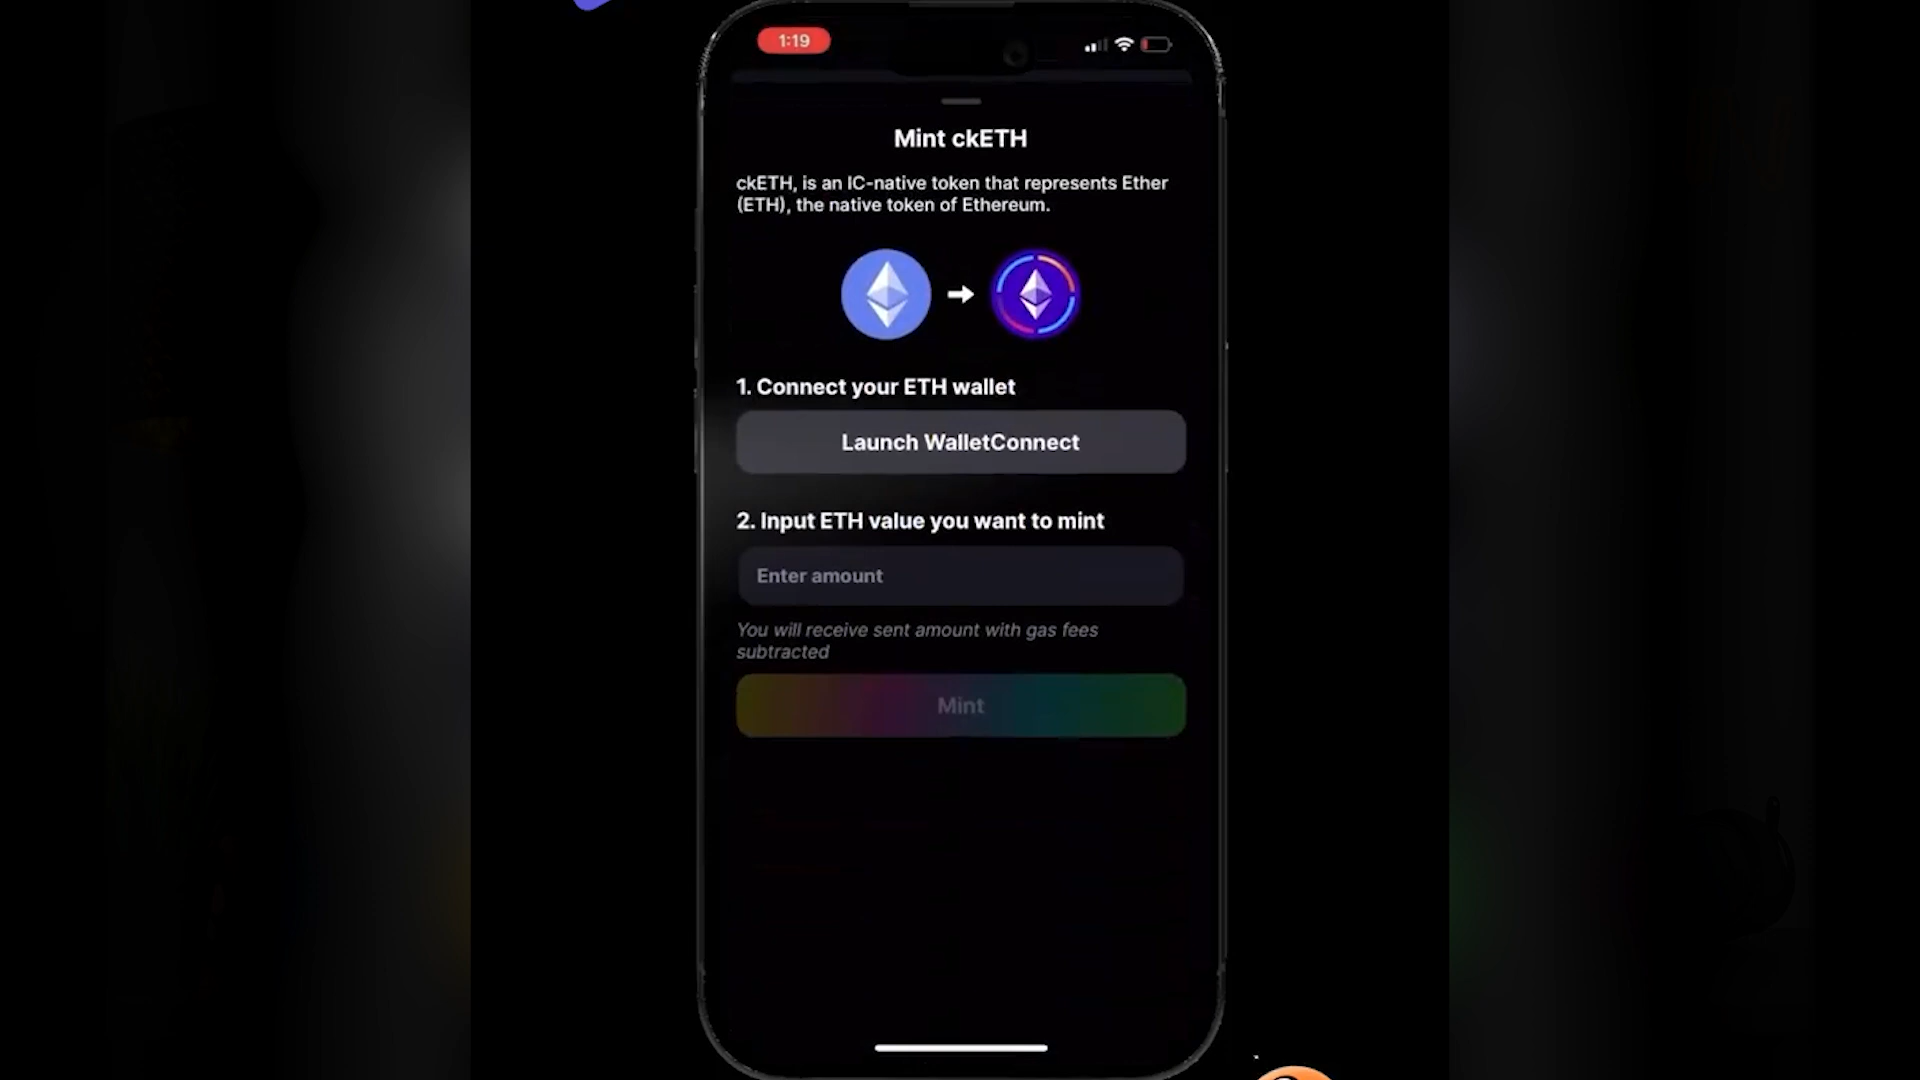 1:19
Mint ckETH
ckETH, is an IC-native token that represents Ether
(ETH), the native token of Ethereum.
1. Connect your ETH wallet
Launch WalletConnect
2. Input ETH value you want to mint
Enter amount
You will receive sent amount with gas fees
subtracted
Mint